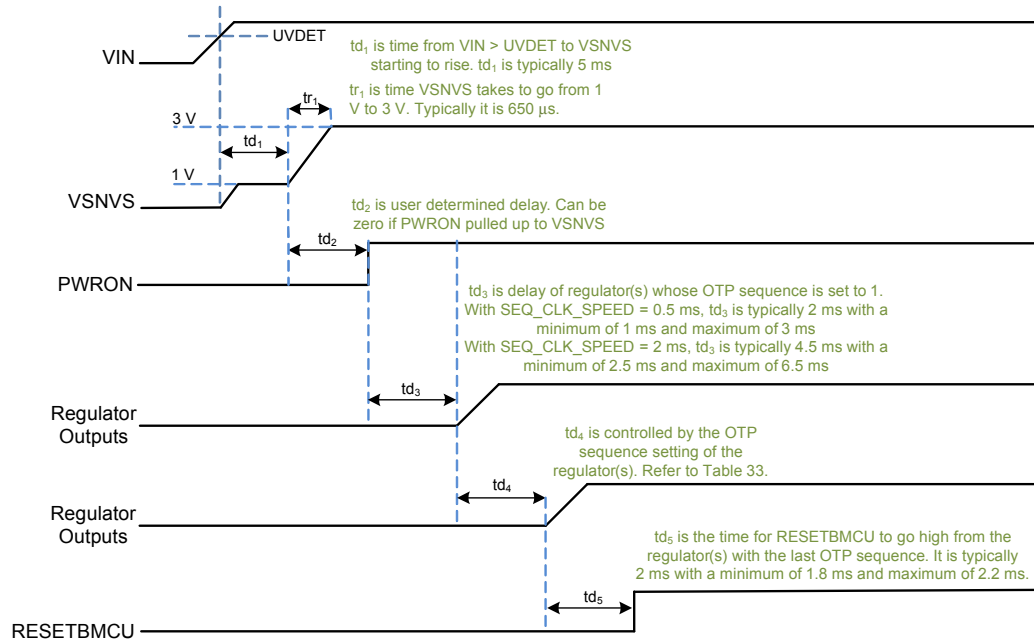 UVDET
VIN
td1 is time from VIN > UVDET to VSNVS
starting to rise. td1 is typically 5 ms
tr1 is time VSNVS takes to go from 1
V to 3 V. Typically it is 650 μs.
tr1
3 V
td1
1 V
VSNVS
td2 is user determined delay. Can be
zero if PWRON pulled up to VSNVS
td2
PWRON
td3 is delay of regulator(s) whose OTP sequence is set to 1.
With SEQ_CLK_SPEED = 0.5 ms, td3 is typically 2 ms with a
minimum of 1 ms and maximum of 3 ms
With SEQ_CLK_SPEED = 2 ms, td3 is typically 4.5 ms with a
minimum of 2.5 ms and maximum of 6.5 ms
td3
Regulator
Outputs
td4 is controlled by the OTP
sequence setting of the
regulator(s). Refer to Table 33.
td4
Regulator
Outputs
td5 is the time for RESETBMCU to go high from the
regulator(s) with the last OTP sequence. It is typically
2 ms with a minimum of 1.8 ms and maximum of 2.2 ms.
td5
RESETBMCU